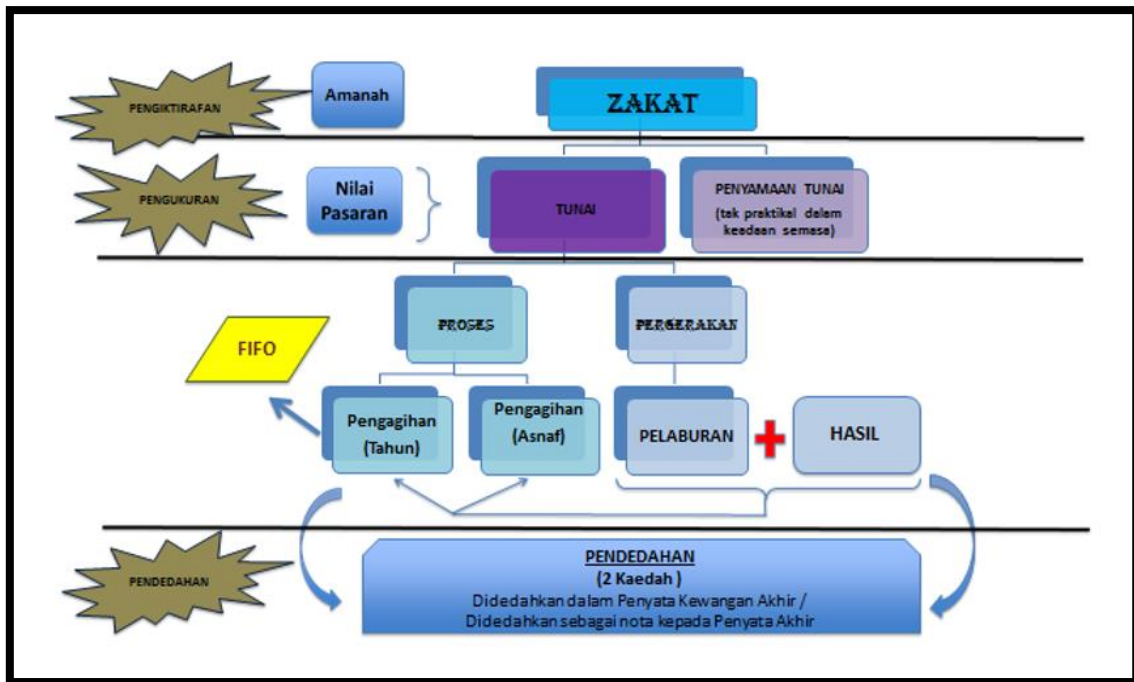 PENGIKTIRAFAN
Amanah
ZAKAT
PENGUKURAN
Nilai
Pasaran
TUNAI
PENYAMAAN TUNAI
(tak praktikal dalam
keadaan semasa)
PROSES
PERGERAKAN
FIFO
Pengagihan
(Tahun)
Pengagihan
(Asnaf)
PELABURAN
HASIL
PENDEDAHAN
PENDEDAHAN
(2 Kaedah )
Didedahkan dalam Penyata Kewangan Akhir /
Didedahkan sebagai nota kepada Penyata Akhir